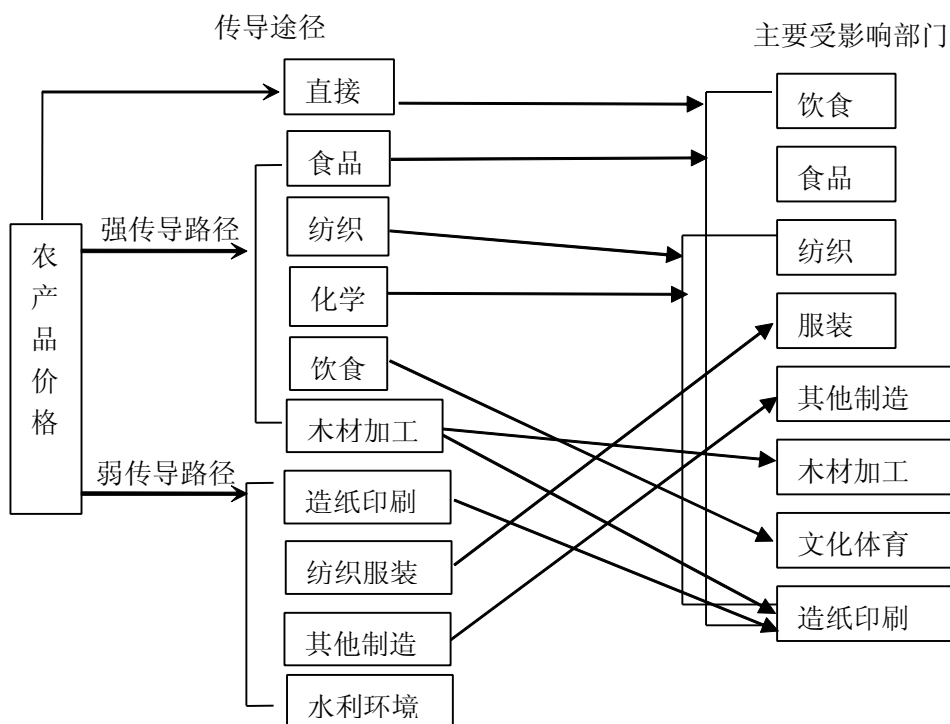 传导途径
主要受影响部门
农产品价格
强传导路径
弱传导路径
直接
食品
纺织
化学
饮食
木材加工
造纸印刷
纺织服装
其他制造
水利环境
饮食
食品
纺织
服装
其他制造
木材加工
文化体育
造纸印刷